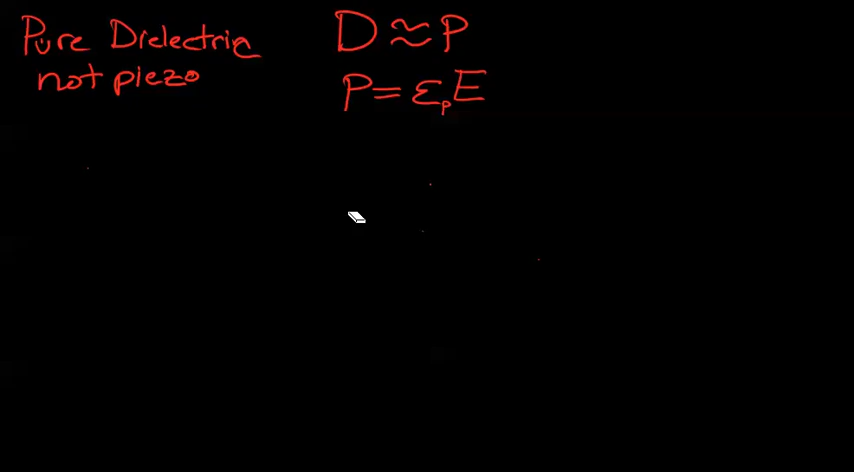 Pure Dielectric
not piezo
D ≈ P
P = ε_p E